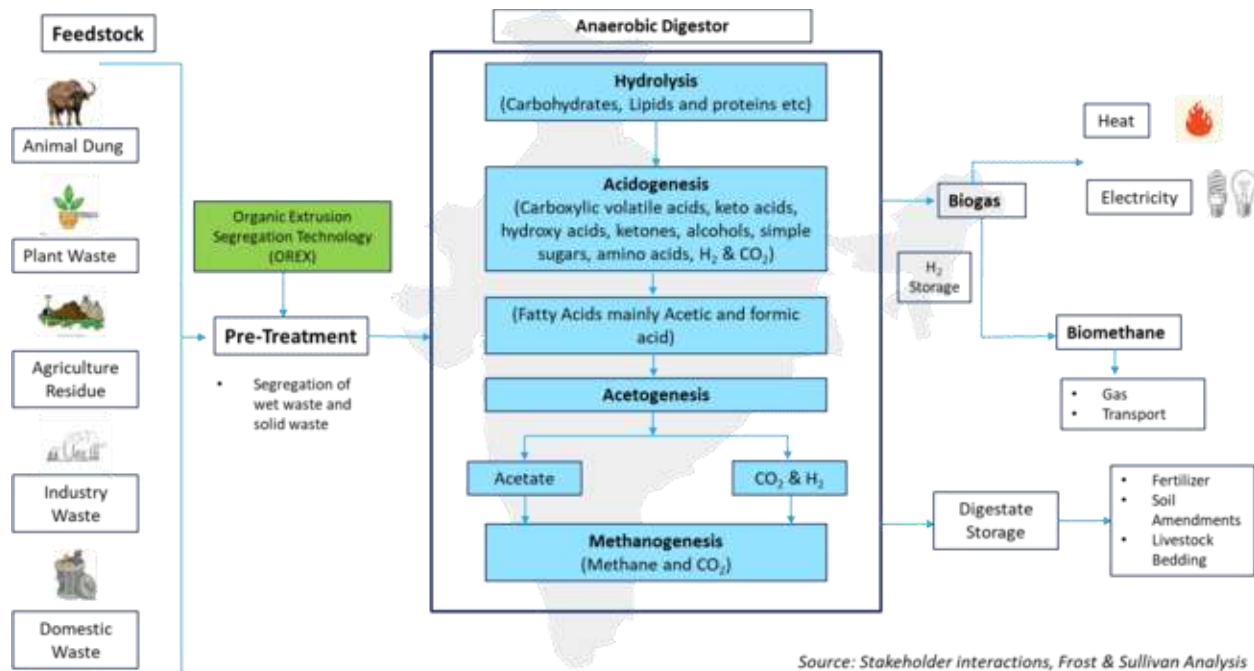 Feedstock
Animal Dung
Plant Waste
Agriculture
Residue
Industry
Waste
Domestic
Waste
Organic Extrusion
Segregation Technology
(OREX)
Pre-Treatment
• Segregation of
wet waste and
solid waste
Anaerobic Digestor
Hydrolysis
(Carbohydrates, Lipids and proteins etc)
Acidogenesis
(Carboxylic volatile acids, keto acids,
hydroxy acids, ketones, alcohols, simple
sugars, amino acids, H₂ & CO₂)
(Fatty Acids mainly Acetic and formic
acid)
Acetogenesis
Acetate
CO₂ & H₂
Methanogenesis
(Methane and CO₂)
Biogas
Heat
Electricity
H₂
Storage
Biomethane
• Gas
• Transport
Digestate
Storage
• Fertilizer
• Soil
Amendments
• Livestock
Bedding
Source: Stakeholder interactions, Frost & Sullivan Analysis